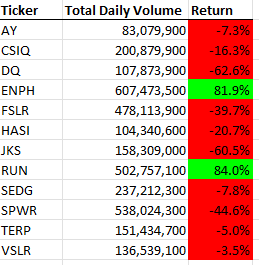 Ticker Total Daily Volume Return
AY 83,079,900 -7.3%
CSIQ 200,879,900 -16.3%
DQ 107,873,900 -62.6%
ENPH 607,473,500 81.9%
FSLR 478,113,900 -39.7%
HASI 104,340,600 -20.7%
JKS 158,309,000 -60.5%
RUN 502,757,100 84.0%
SEDG 237,212,300 -7.8%
SPWR 538,024,300 -44.6%
TERP 151,434,700 -5.0%
VSLR 136,539,100 -3.5%